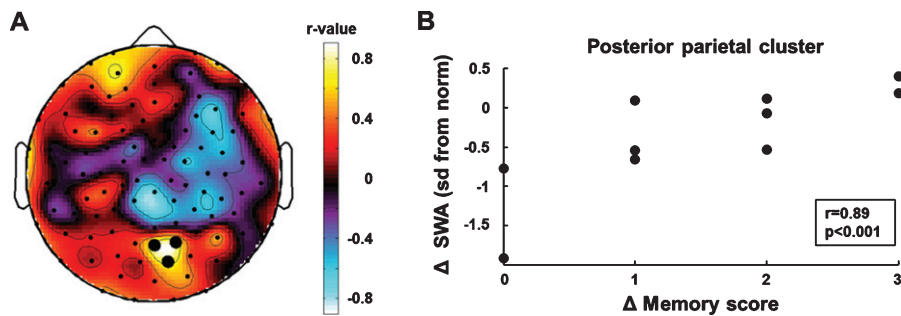 A
r-value
0.8
0.4
0
-0.4
-0.8
B
Posterior parietal cluster
Δ SWA (sd from norm)
0.5
0
-0.5
-1
-1.5
r=0.89
p<0.001
0
1
2
3
Δ Memory score